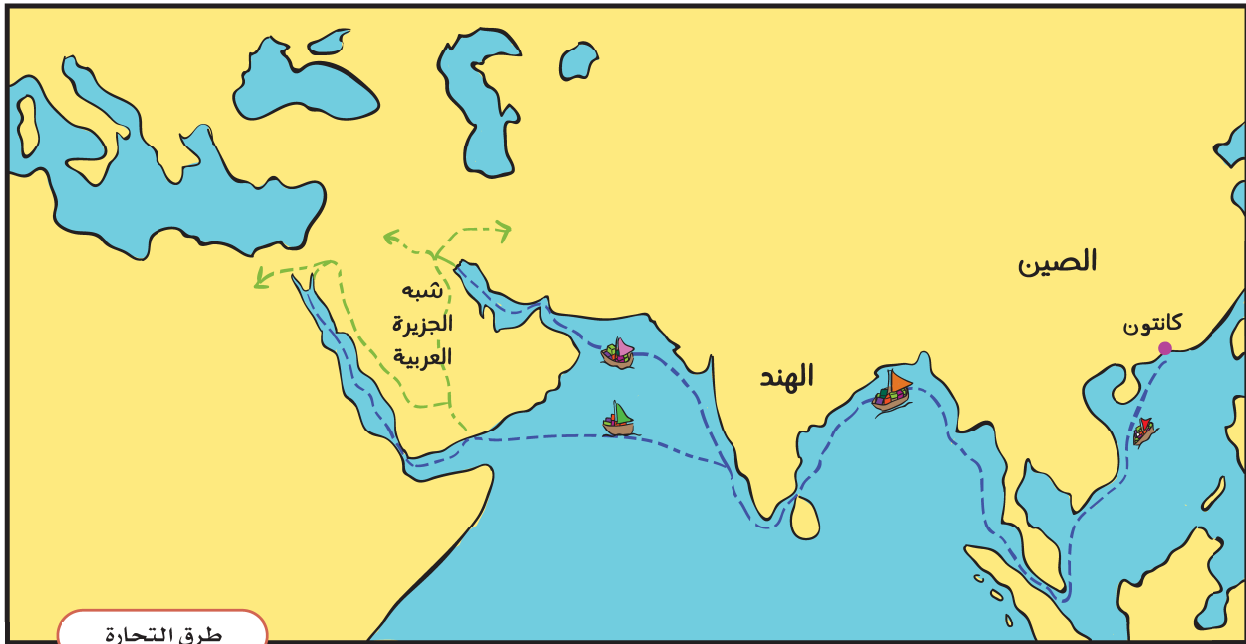 الصين
كانتون
الهند
شبه
الجزيرة
العربية
طرق التجارة